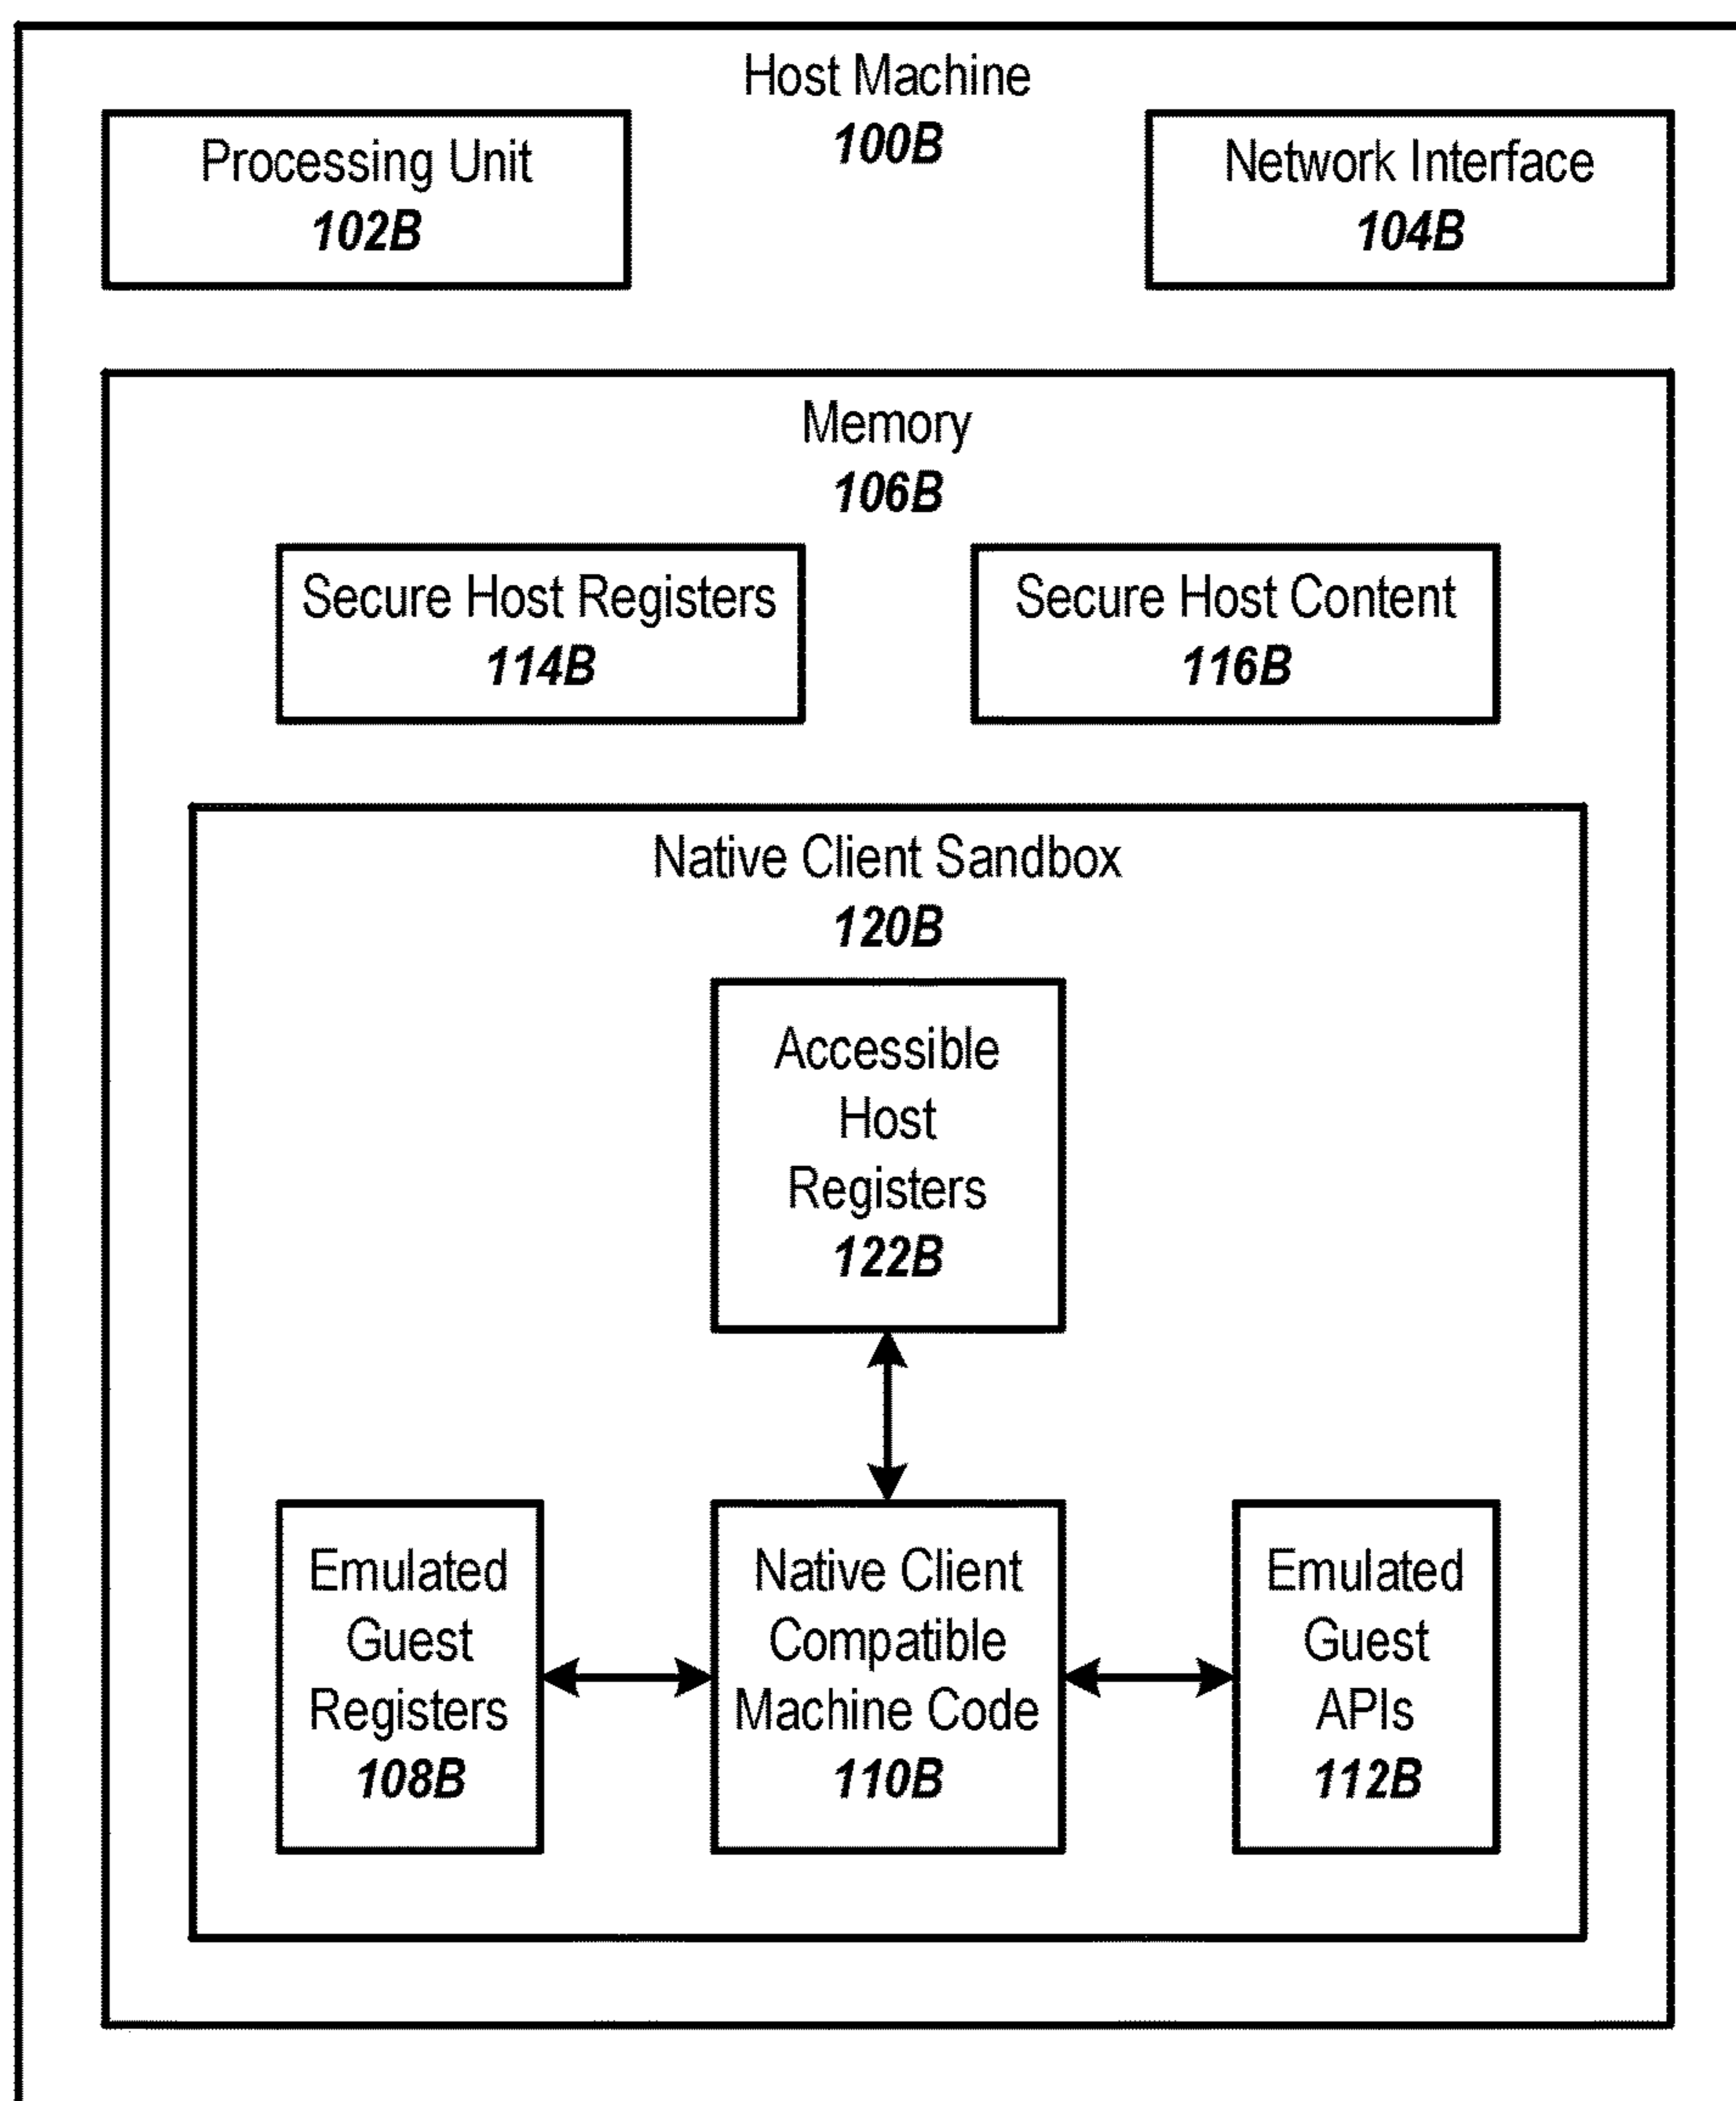 Host Machine
100B
Processing Unit
102B
Network Interface
104B
Memory
106B
Secure Host Registers
114B
Secure Host Content
116B
Native Client Sandbox
120B
Accessible
Host
Registers
122B
Emulated
Guest
Registers
108B
Native Client
Compatible
Machine Code
110B
Emulated
Guest
APIs
112B